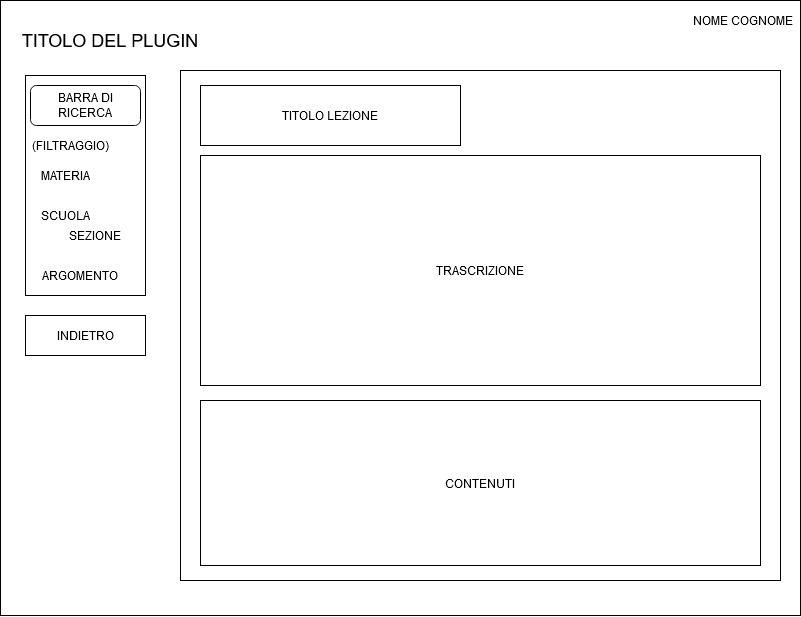 NOME COGNOME
TITOLO DEL PLUGIN
BARRA DI
RICERCA
(FILTRAGGIO)
MATERIA
SCUOLA
SEZIONE
ARGOMENTO
INDIETRO
TITOLO LEZIONE
TRASCRIZIONE
CONTENUTI